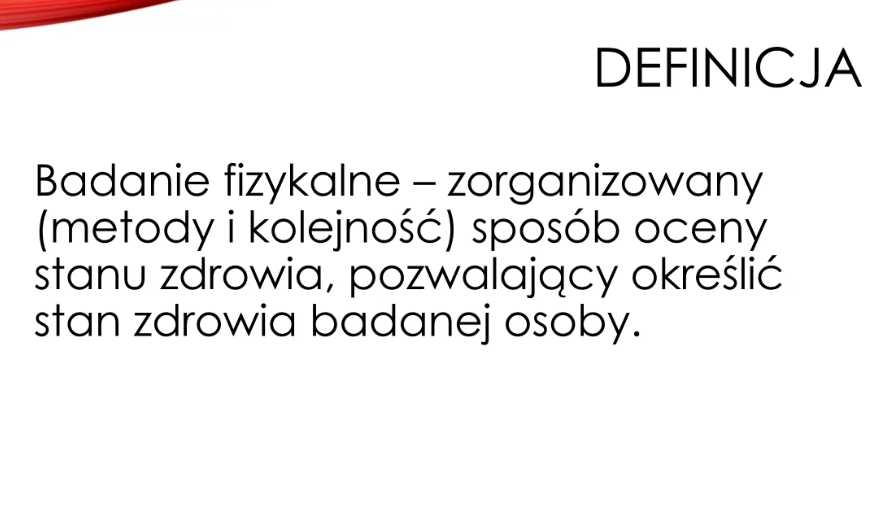 DEFINICJA
Badanie fizykalne – zorganizowany
(metody i kolejność) sposób oceny
stanu zdrowia, pozwalający określić
stan zdrowia badanej osoby.